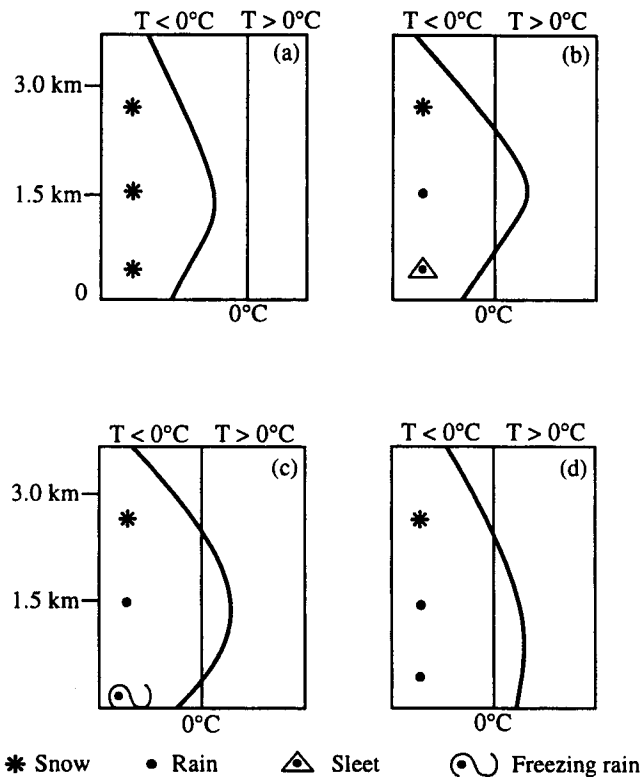 T < 0°C T > 0°C
(a)
3.0 km
1.5 km
0
0°C
T < 0°C T > 0°C
(b)
0°C
T < 0°C T > 0°C
(c)
3.0 km
1.5 km
0°C
T < 0°C T > 0°C
(d)
0°C
Snow Rain Sleet Freezing rain